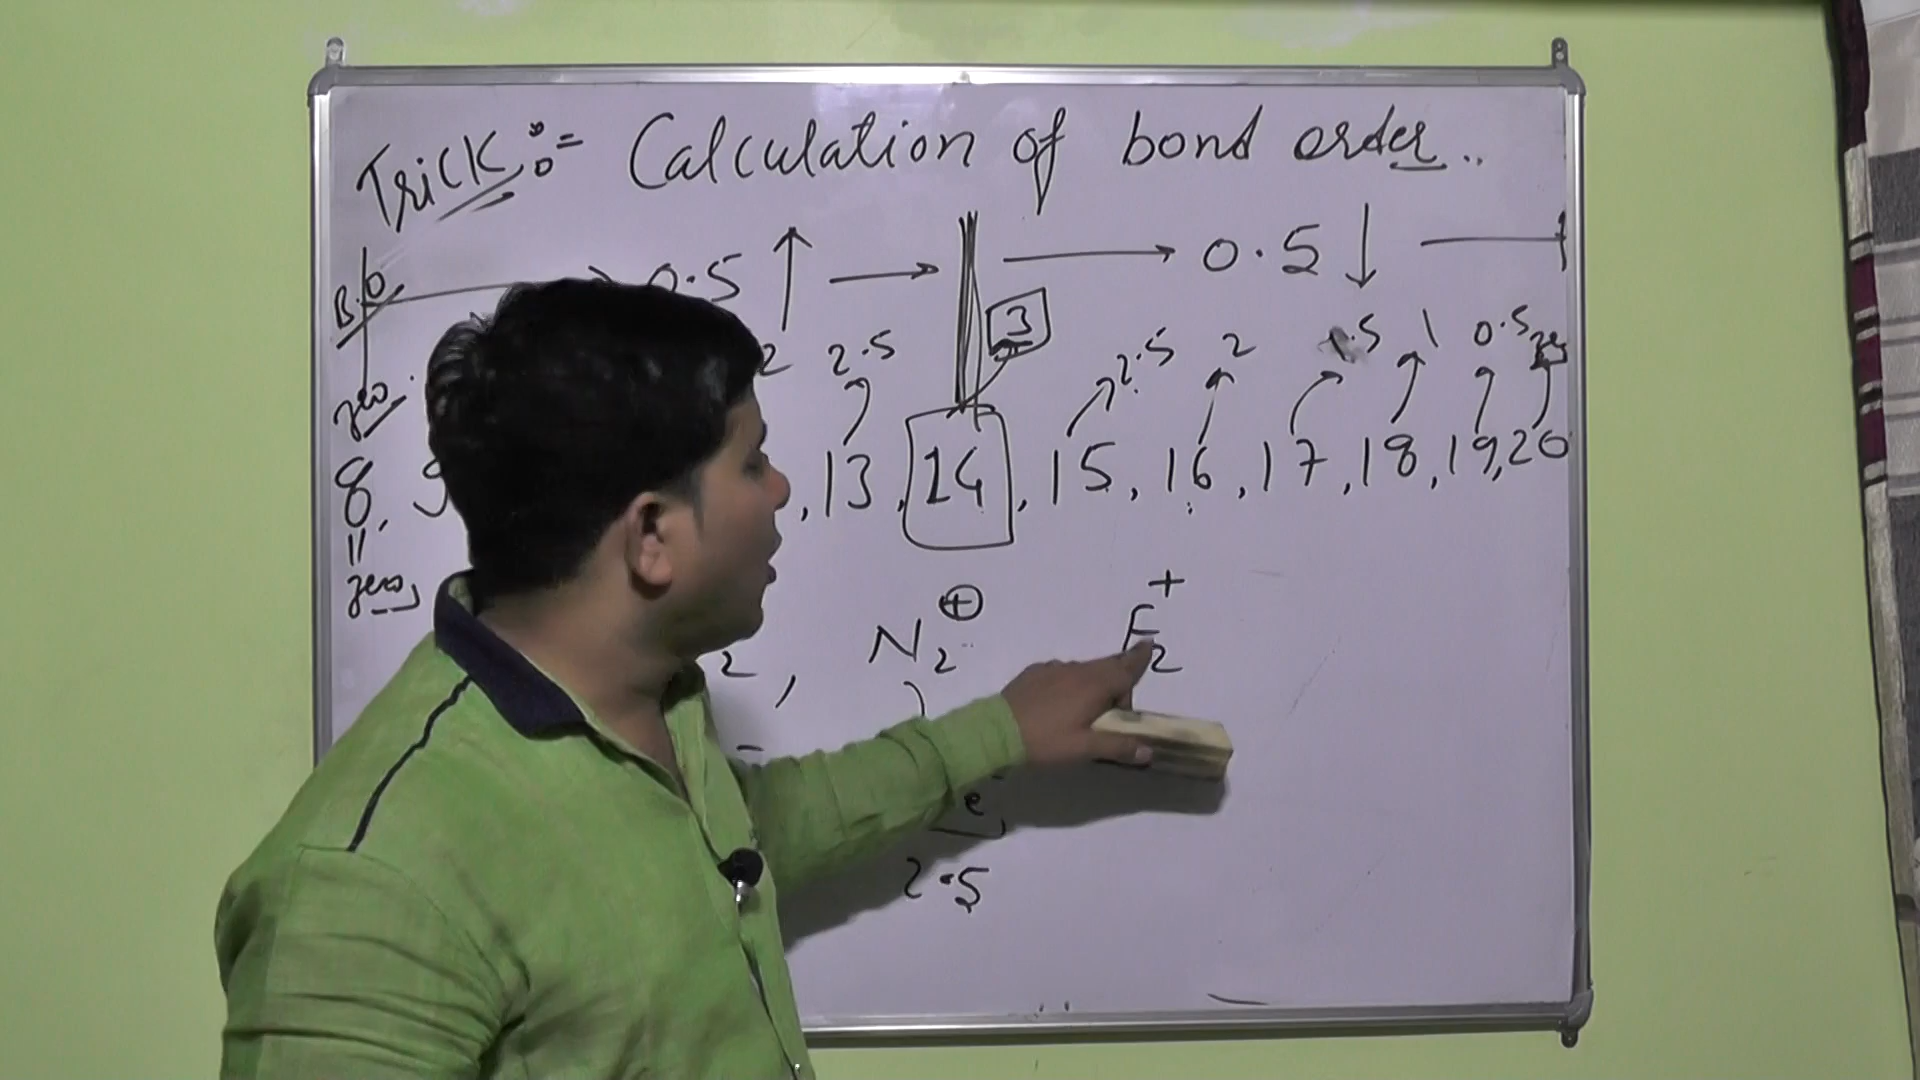 Trick := Calculation of bond order..
B.O 0.5 ↑ → → 0.5 ↓
3
zero. 2 2.5 2.5 2 1.5 1 0.5 zero
8, 9 , 13, 14, 15, 16, 17, 18, 19, 20
||
zero
2, N2⊕ F2+
e
2.5